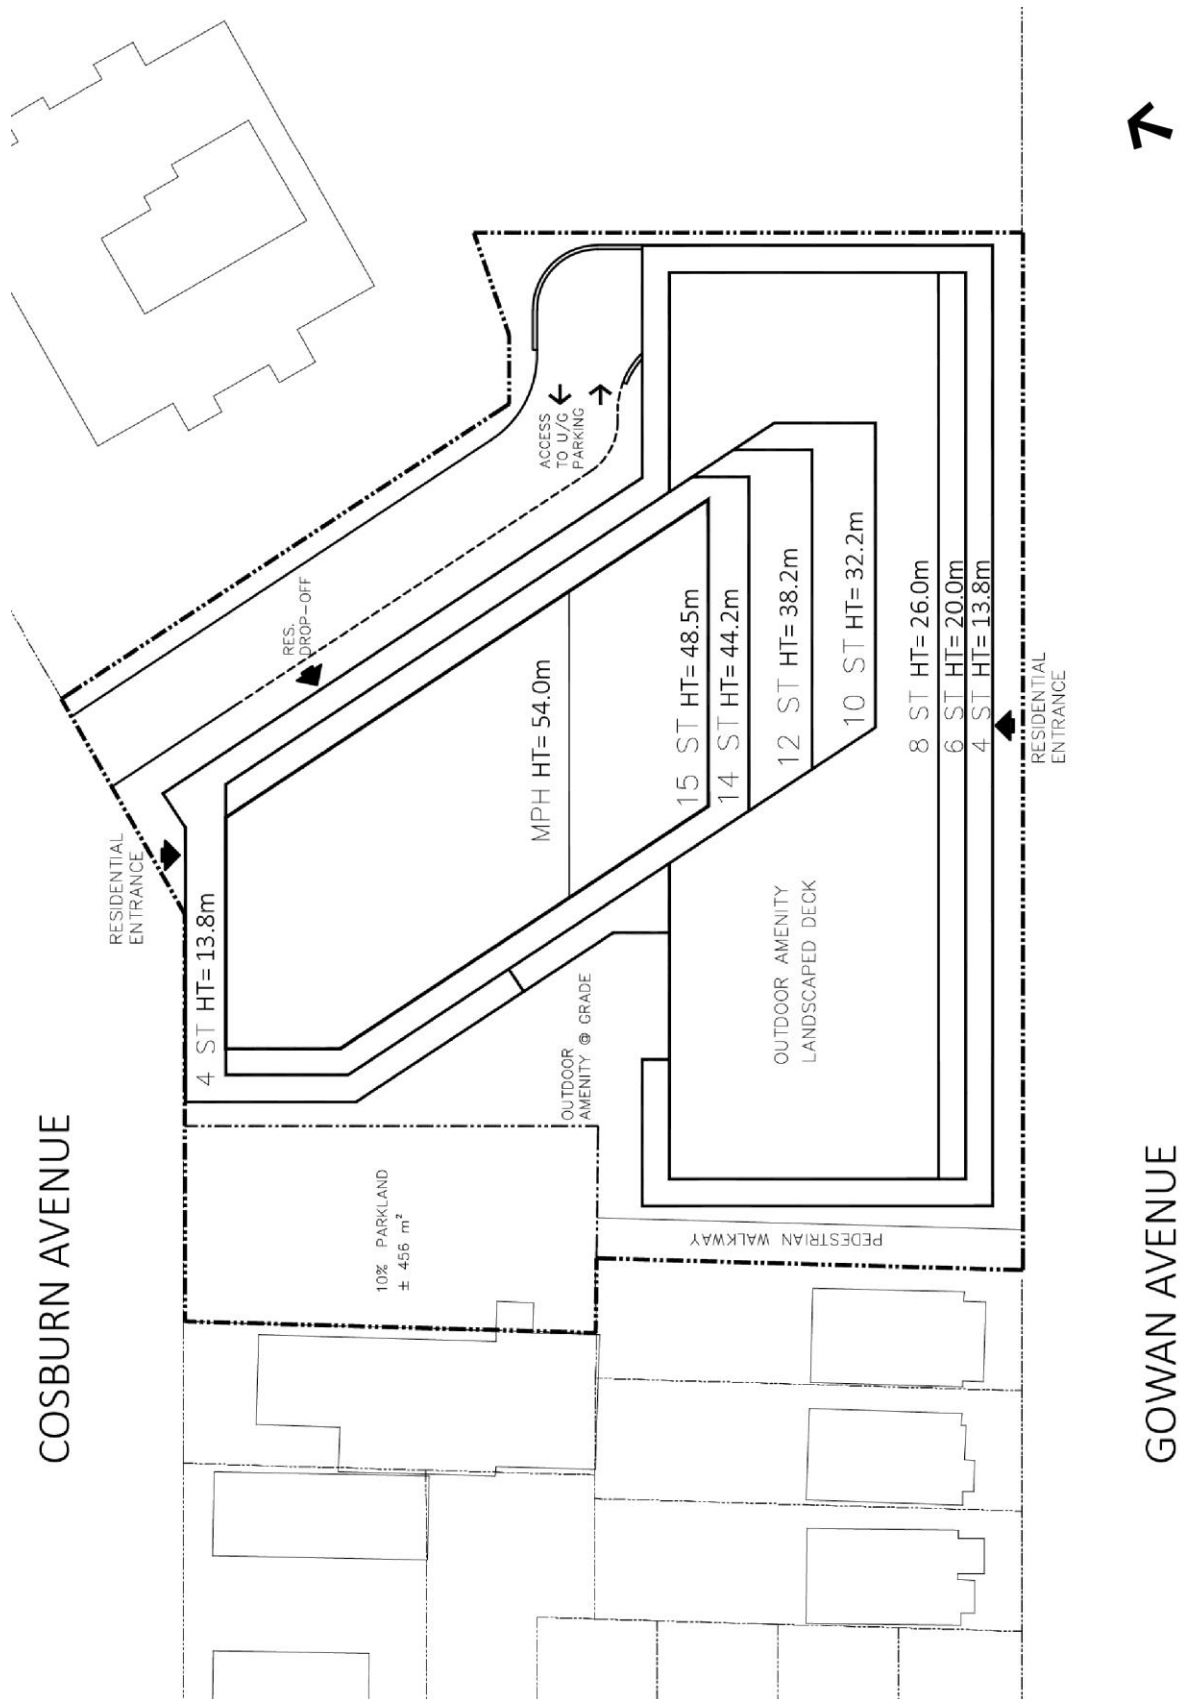 COSBURN AVENUE
RESIDENTIAL
ENTRANCE
RES.
DROP-OFF
ACCESS
TO U/G
PARKING
4 ST HT= 13.8m
MPH HT= 54.0m
15 ST HT= 48.5m
14 ST HT= 44.2m
12 ST HT= 38.2m
10 ST HT= 32.2m
8 ST HT= 26.0m
6 ST HT= 20.0m
4 ST HT= 13.8m
RESIDENTIAL
ENTRANCE
OUTDOOR
AMENITY @ GRADE
OUTDOOR AMENITY
LANDSCAPED DECK
10% PARKLAND
± 456 m²
PEDESTRIAN WALKWAY
GOWAN AVENUE